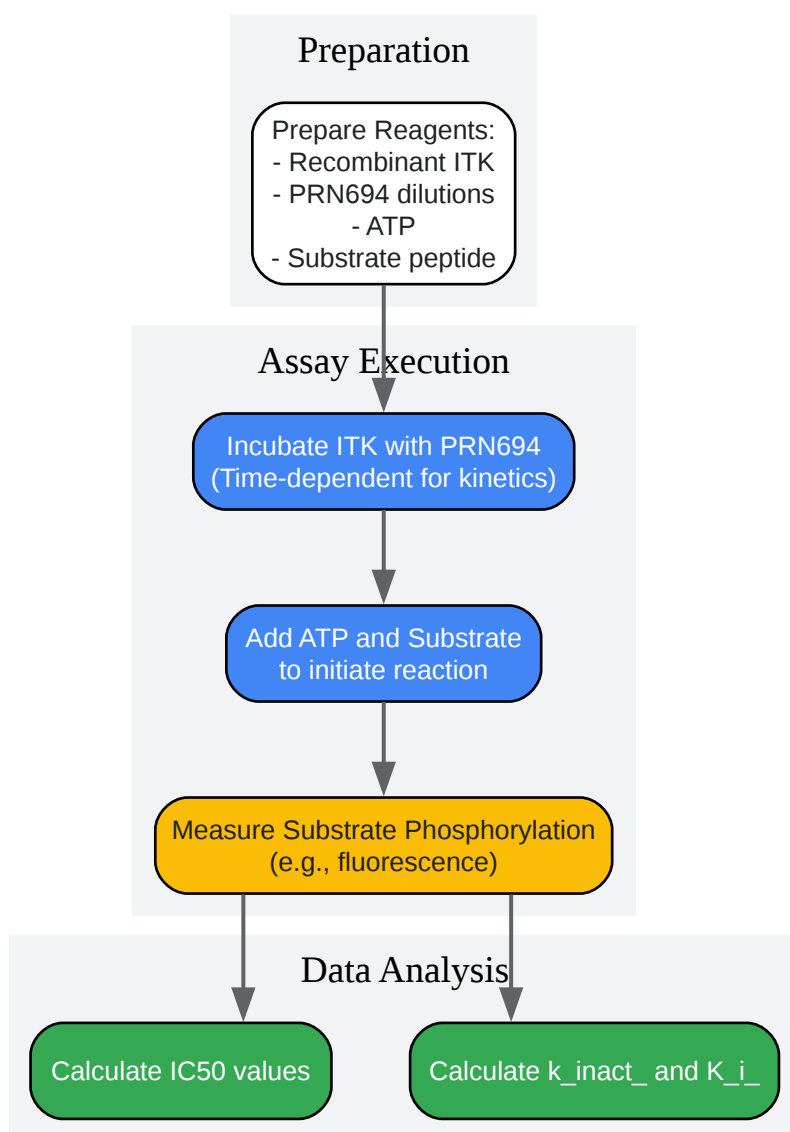 Preparation
Prepare Reagents:
- Recombinant ITK
- PRN694 dilutions
- ATP
- Substrate peptide
Assay Execution
Incubate ITK with PRN694
(Time-dependent for kinetics)
Add ATP and Substrate
to initiate reaction
Measure Substrate Phosphorylation
(e.g., fluorescence)
Data Analysis
Calculate IC50 values
Calculate k_inact_ and K_i_